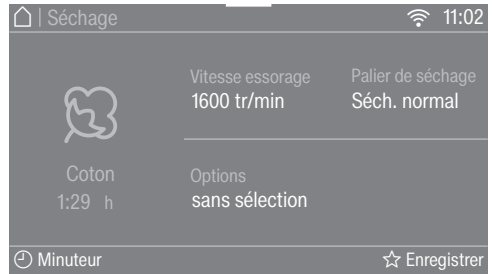 | Séchage
11:02
Vitesse essorage
1600 tr/min
Palier de séchage
Séch. normal
Coton
1:29 h
Options
sans sélection
Minuteur
Enregistrer